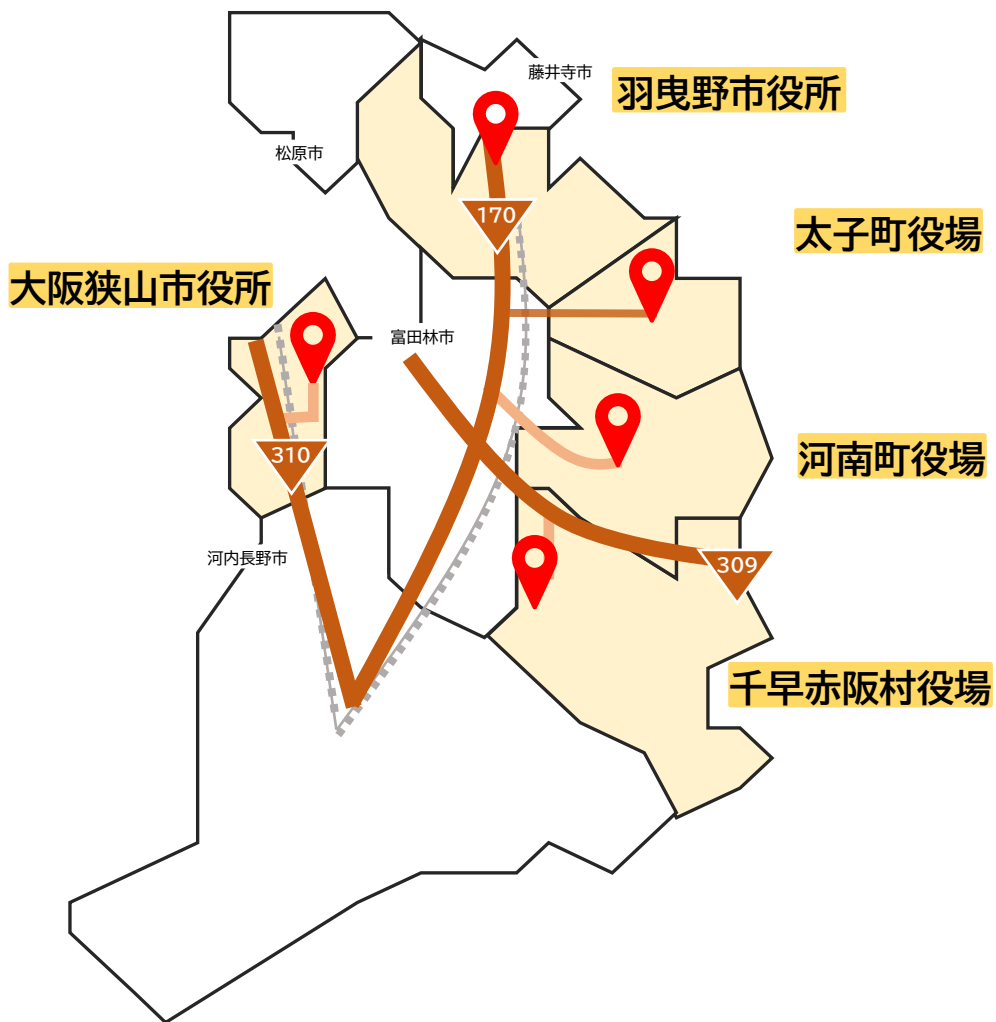 藤井寺市
羽曳野市役所
松原市
170
太子町役場
大阪狭山市役所
富田林市
310
河南町役場
河内長野市
309
千早赤阪村役場